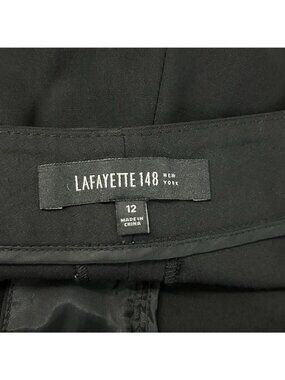 LAFAYETTE 148 NEW YORK
12
MADE IN
CHINA